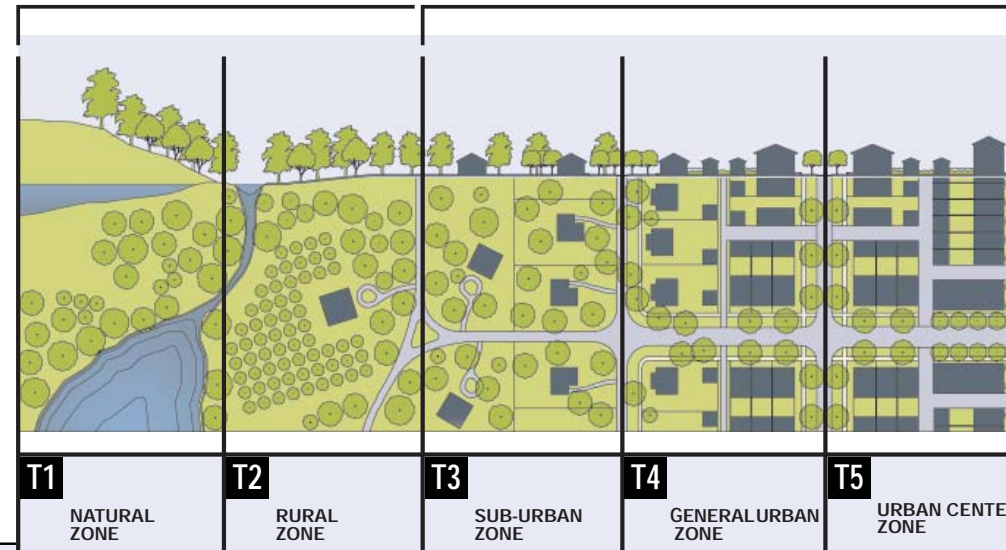 T1
NATURAL
ZONE
T2
RURAL
ZONE
T3
SUB-URBAN
ZONE
T4
GENERAL URBAN
ZONE
T5
URBAN CENTE
ZONE